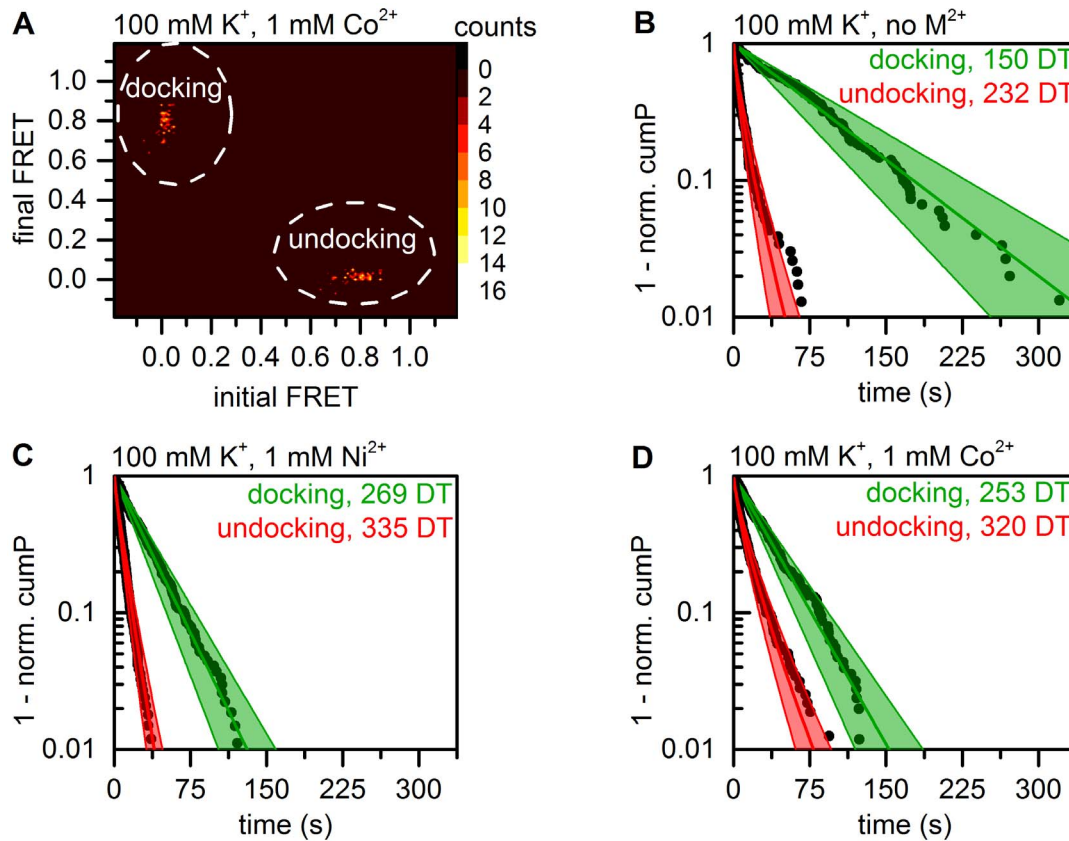 A
100 mM K⁺, 1 mM Co²⁺
counts
docking
undocking
1.0
0.8
0.6
0.4
0.2
0.0
final FRET
0.0 0.2 0.4 0.6 0.8 1.0
initial FRET
0
2
4
6
8
10
12
14
16
B
100 mM K⁺, no M²⁺
docking, 150 DT
undocking, 232 DT
1
0.1
0.01
1 - norm. cumP
0 75 150 225 300
time (s)
C
100 mM K⁺, 1 mM Ni²⁺
docking, 269 DT
undocking, 335 DT
1
0.1
0.01
1 - norm. cumP
0 75 150 225 300
time (s)
D
100 mM K⁺, 1 mM Co²⁺
docking, 253 DT
undocking, 320 DT
1
0.1
0.01
1 - norm. cumP
0 75 150 225 300
time (s)